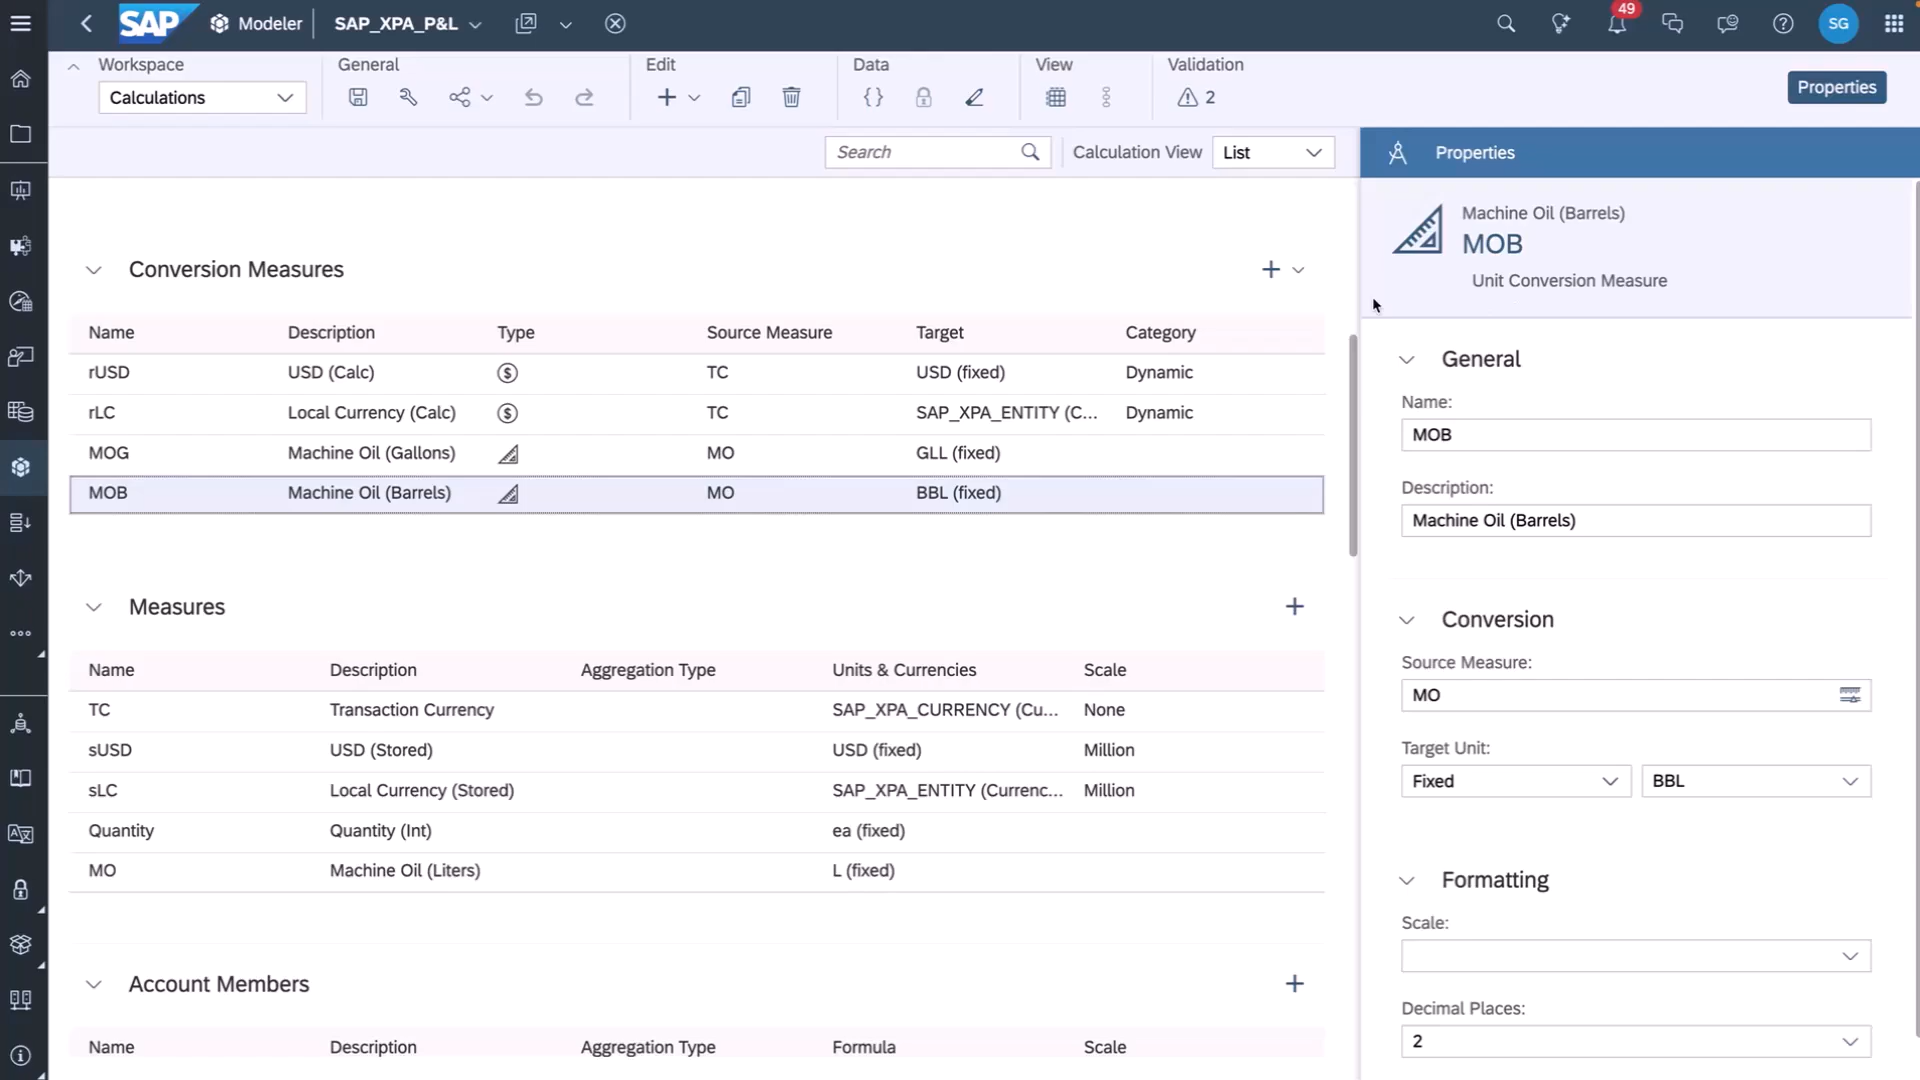 SAP Modeler SAP_XPA_P&L 49 SG
Workspace General Edit Data View Validation
Calculations 2 Properties
Search Calculation View List
Properties
Machine Oil (Barrels)
MOB
Unit Conversion Measure
Conversion Measures
Name Description Type Source Measure Target Category
rUSD USD (Calc) TC USD (fixed) Dynamic
rLC Local Currency (Calc) TC SAP_XPA_ENTITY (C... Dynamic
MOG Machine Oil (Gallons) MO GLL (fixed)
MOB Machine Oil (Barrels) MO BBL (fixed)
Measures
Name Description Aggregation Type Units & Currencies Scale
TC Transaction Currency SAP_XPA_CURRENCY (Cu... None
sUSD USD (Stored) USD (fixed) Million
sLC Local Currency (Stored) SAP_XPA_ENTITY (Currenc... Million
Quantity Quantity (Int) ea (fixed)
MO Machine Oil (Liters) L (fixed)
Account Members
Name Description Aggregation Type Formula Scale
General
Name:
MOB
Description:
Machine Oil (Barrels)
Conversion
Source Measure:
MO
Target Unit:
Fixed BBL
Formatting
Scale:
Decimal Places:
2